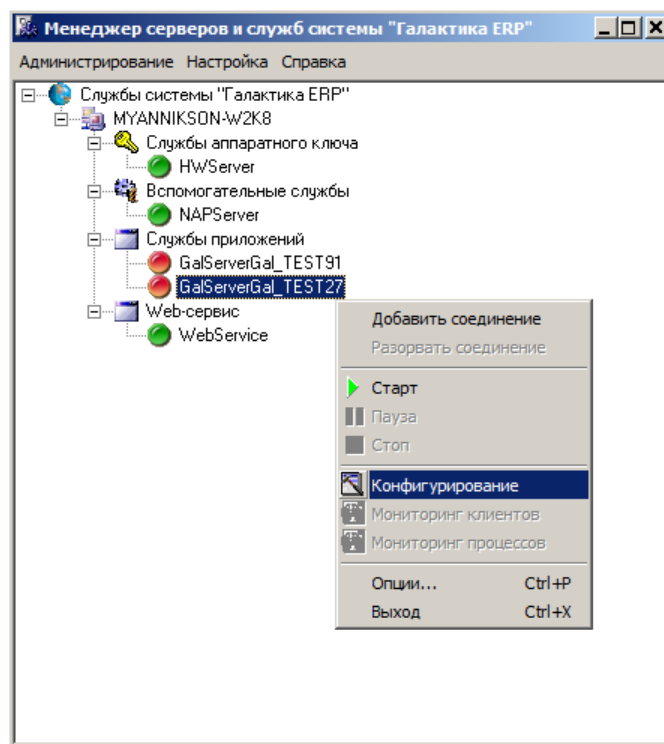 Менеджер серверов и служб системы "Галактика ERP"
Администрирование Настройка Справка
Службы системы "Галактика ERP"
MYANNIKSON-W2K8
Службы аппаратного ключа
HWServer
Вспомогательные службы
NAPServer
Службы приложений
GalServerGal_TEST91
GalServerGal_TEST27
Web-сервис
WebService
Добавить соединение
Разорвать соединение
Старт
Пауза
Стоп
Конфигурирование
Мониторинг клиентов
Мониторинг процессов
Опции... Ctrl+P
Выход Ctrl+X